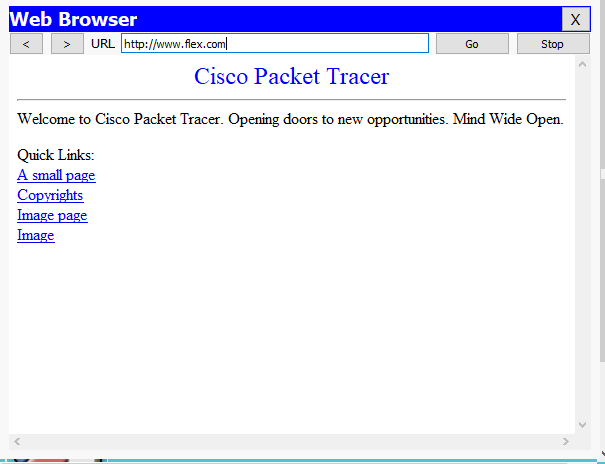 Web Browser X
< > URL http://www.flex.com Go Stop
Cisco Packet Tracer
Welcome to Cisco Packet Tracer. Opening doors to new opportunities. Mind Wide Open.
Quick Links:
A small page
Copyrights
Image page
Image